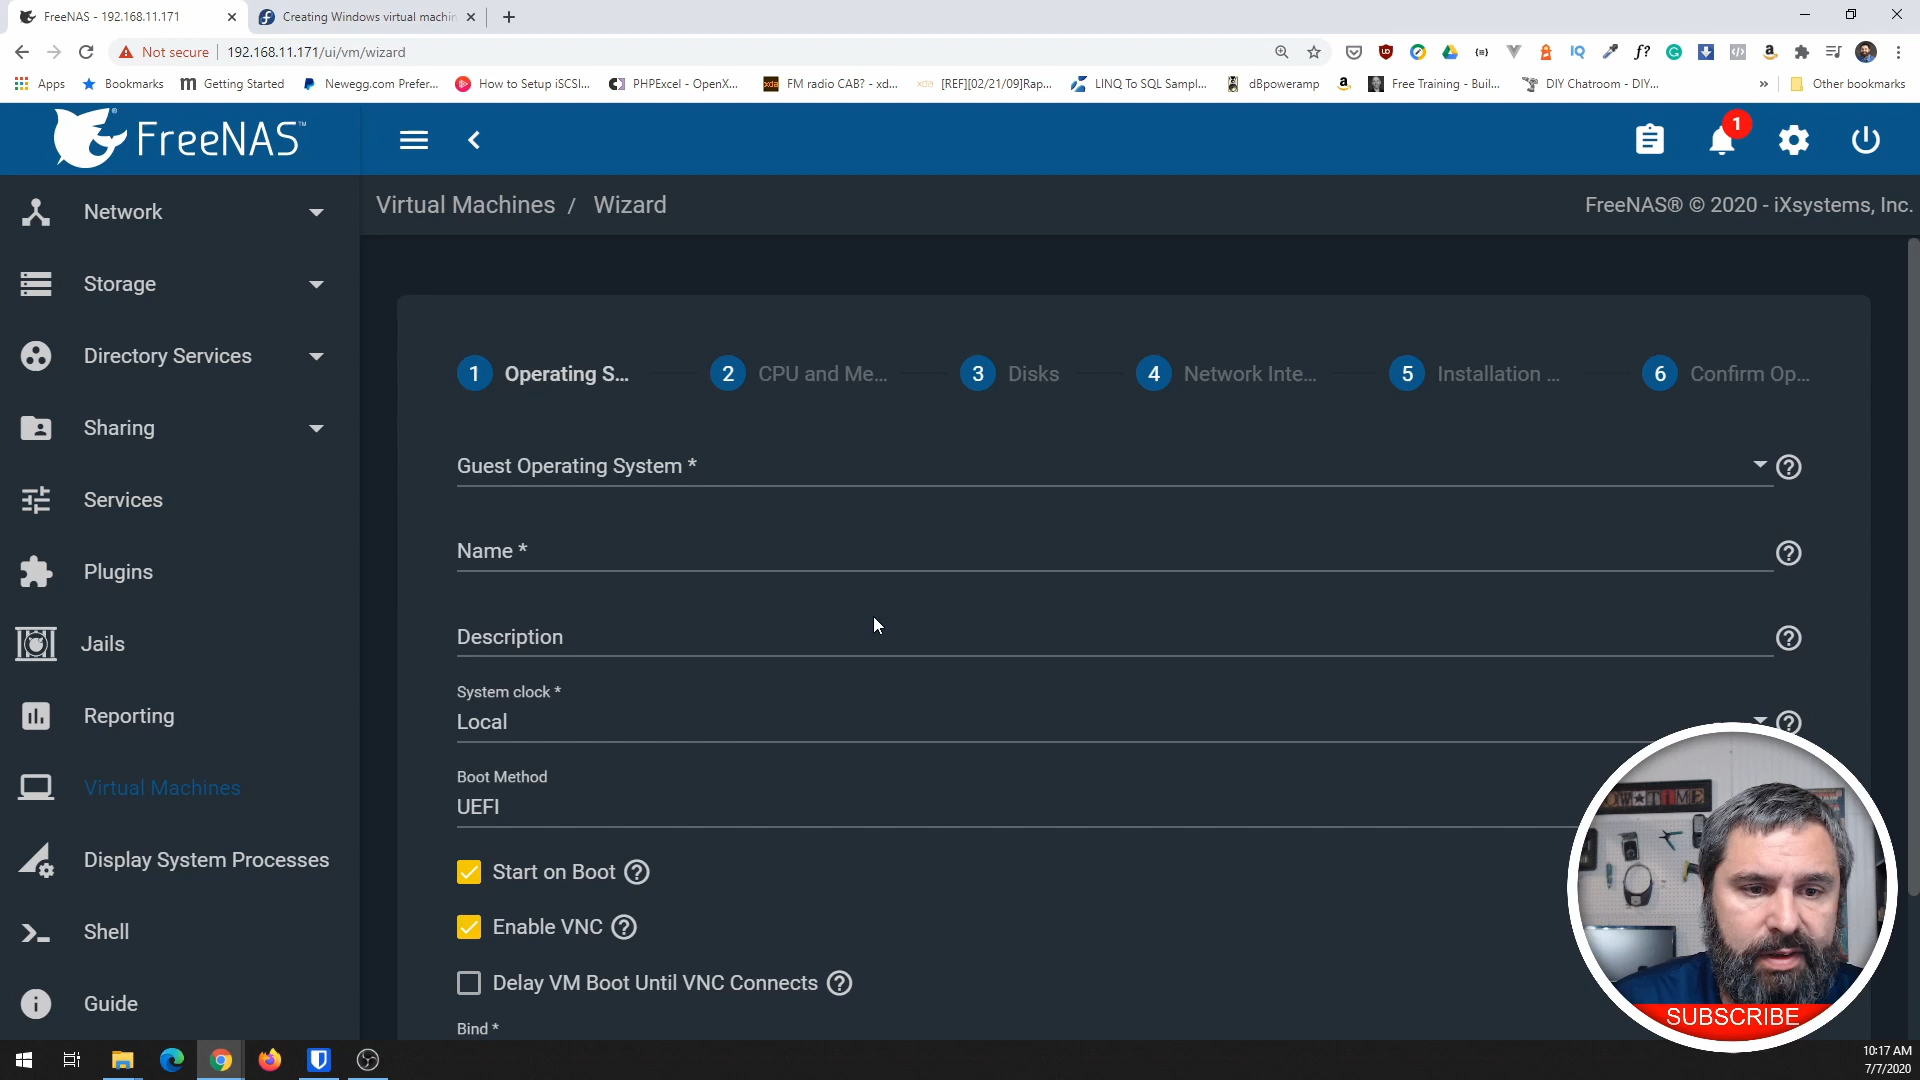 FreeNAS - 192.168.11.171
Creating Windows virtual machin
Not secure
192.168.11.171/ui/vm/wizard
Apps
Bookmarks
Getting Started
Newegg.com Prefer...
How to Setup iSCSI...
PHPExcel - OpenX...
FM radio CAB? - xd...
[REF][02/21/09]Rap...
LINQ To SQL Sampl...
dBpoweramp
Free Training - Buil...
DIY Chatroom - DIY...
»
Other bookmarks
FreeNAS™
1
Virtual Machines / Wizard
FreeNAS® © 2020 - iXsystems, Inc.
Network
Storage
Directory Services
Sharing
Services
Plugins
Jails
Reporting
Virtual Machines
Display System Processes
Shell
Guide
1 Operating S...
2 CPU and Me...
3 Disks
4 Network Inte...
5 Installation ...
6 Confirm Op...
Guest Operating System *
Name *
Description
System clock *
Local
Boot Method
UEFI
Start on Boot
Enable VNC
Delay VM Boot Until VNC Connects
Bind *
SUBSCRIBE
10:17 AM
7/7/2020